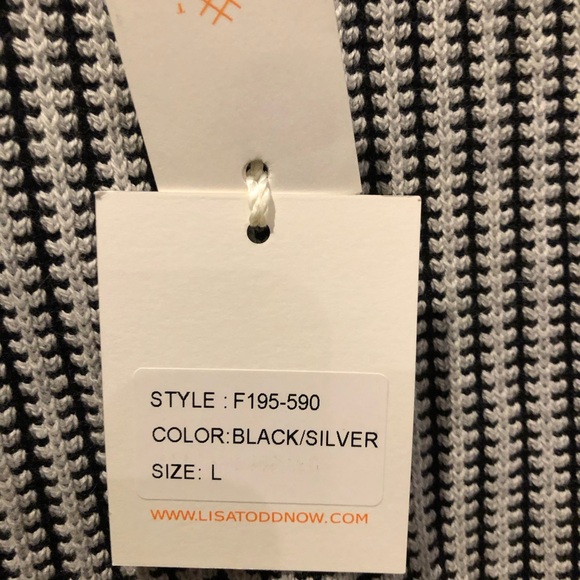 STYLE : F195-590
COLOR:BLACK/SILVER
SIZE: L
WWW.LISATODDNOW.COM